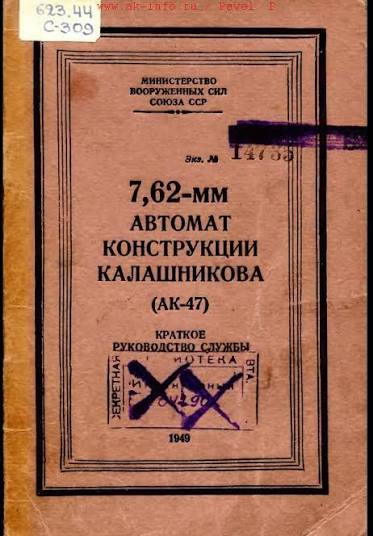 www.ak-info.ru / Pavel P
623.44
С-309
МИНИСТЕРСТВО
ВООРУЖЕННЫХ СИЛ
СОЮЗА ССР
Экз. №
7,62-мм
АВТОМАТ
КОНСТРУКЦИИ
КАЛАШНИКОВА
(АК-47)
КРАТКОЕ
РУКОВОДСТВО СЛУЖБЫ
1949